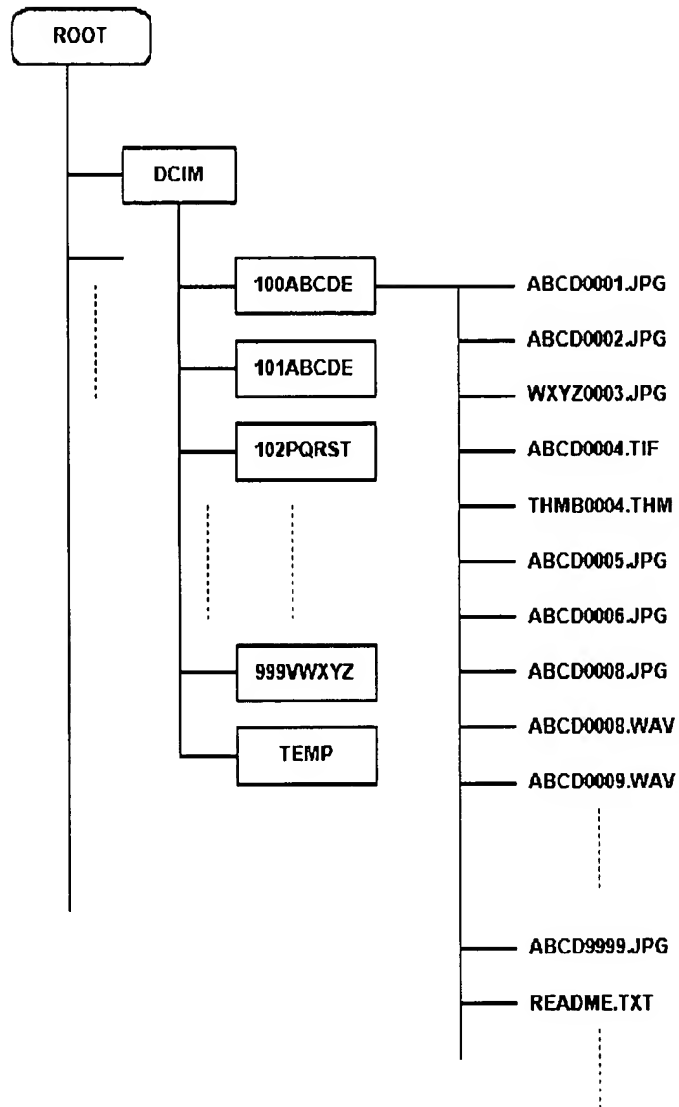 ROOT
DCIM
100ABCDE
101ABCDE
102PQRST
999VWXYZ
TEMP
ABCD0001.JPG
ABCD0002.JPG
WXYZ0003.JPG
ABCD0004.TIF
THMB0004.THM
ABCD0005.JPG
ABCD0006.JPG
ABCD0008.JPG
ABCD0008.WAV
ABCD0009.WAV
ABCD9999.JPG
README.TXT